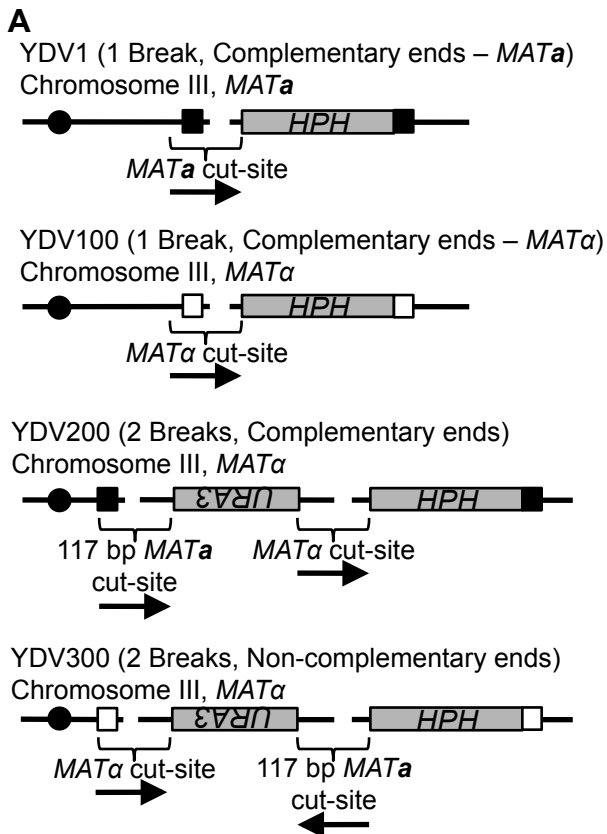 A
YDV1 (1 Break, Complementary ends – MATa)
Chromosome III, MATa
HPH
MATa cut-site
YDV100 (1 Break, Complementary ends – MATα)
Chromosome III, MATα
HPH
MATα cut-site
YDV200 (2 Breaks, Complementary ends)
Chromosome III, MATα
URA3 HPH
117 bp MATa MATα cut-site
cut-site
YDV300 (2 Breaks, Non-complementary ends)
Chromosome III, MATα
URA3 HPH
MATα cut-site 117 bp MATa
cut-site